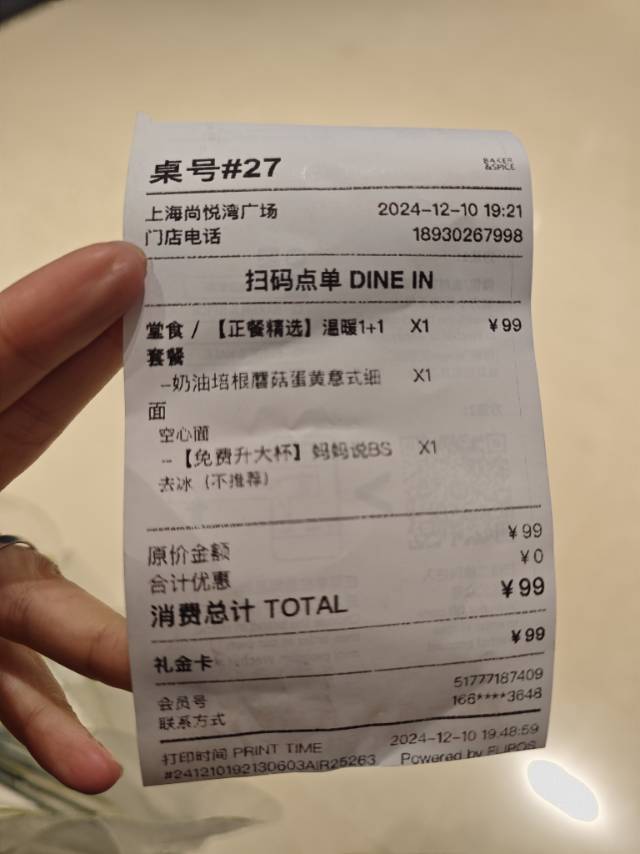 桌号#27
BAKER
&SPICE
上海尚悦湾广场 2024-12-10 19:21
门店电话 18930267998
扫码点单 DINE IN
堂食 / 【正餐精选】温暖1+1 X1 ¥99
套餐
--奶油培根蘑菇蛋黄意式细 X1
面
空心面
--【免费升大杯】妈妈说BS X1
去冰（不推荐）
原价金额 ¥99
合计优惠 ¥0
消费总计 TOTAL ¥99
礼金卡 ¥99
会员号 51777187409
联系方式 166****3648
打印时间 PRINT TIME 2024-12-10 19:48:59
#241210192130603AIR25263 Powered by